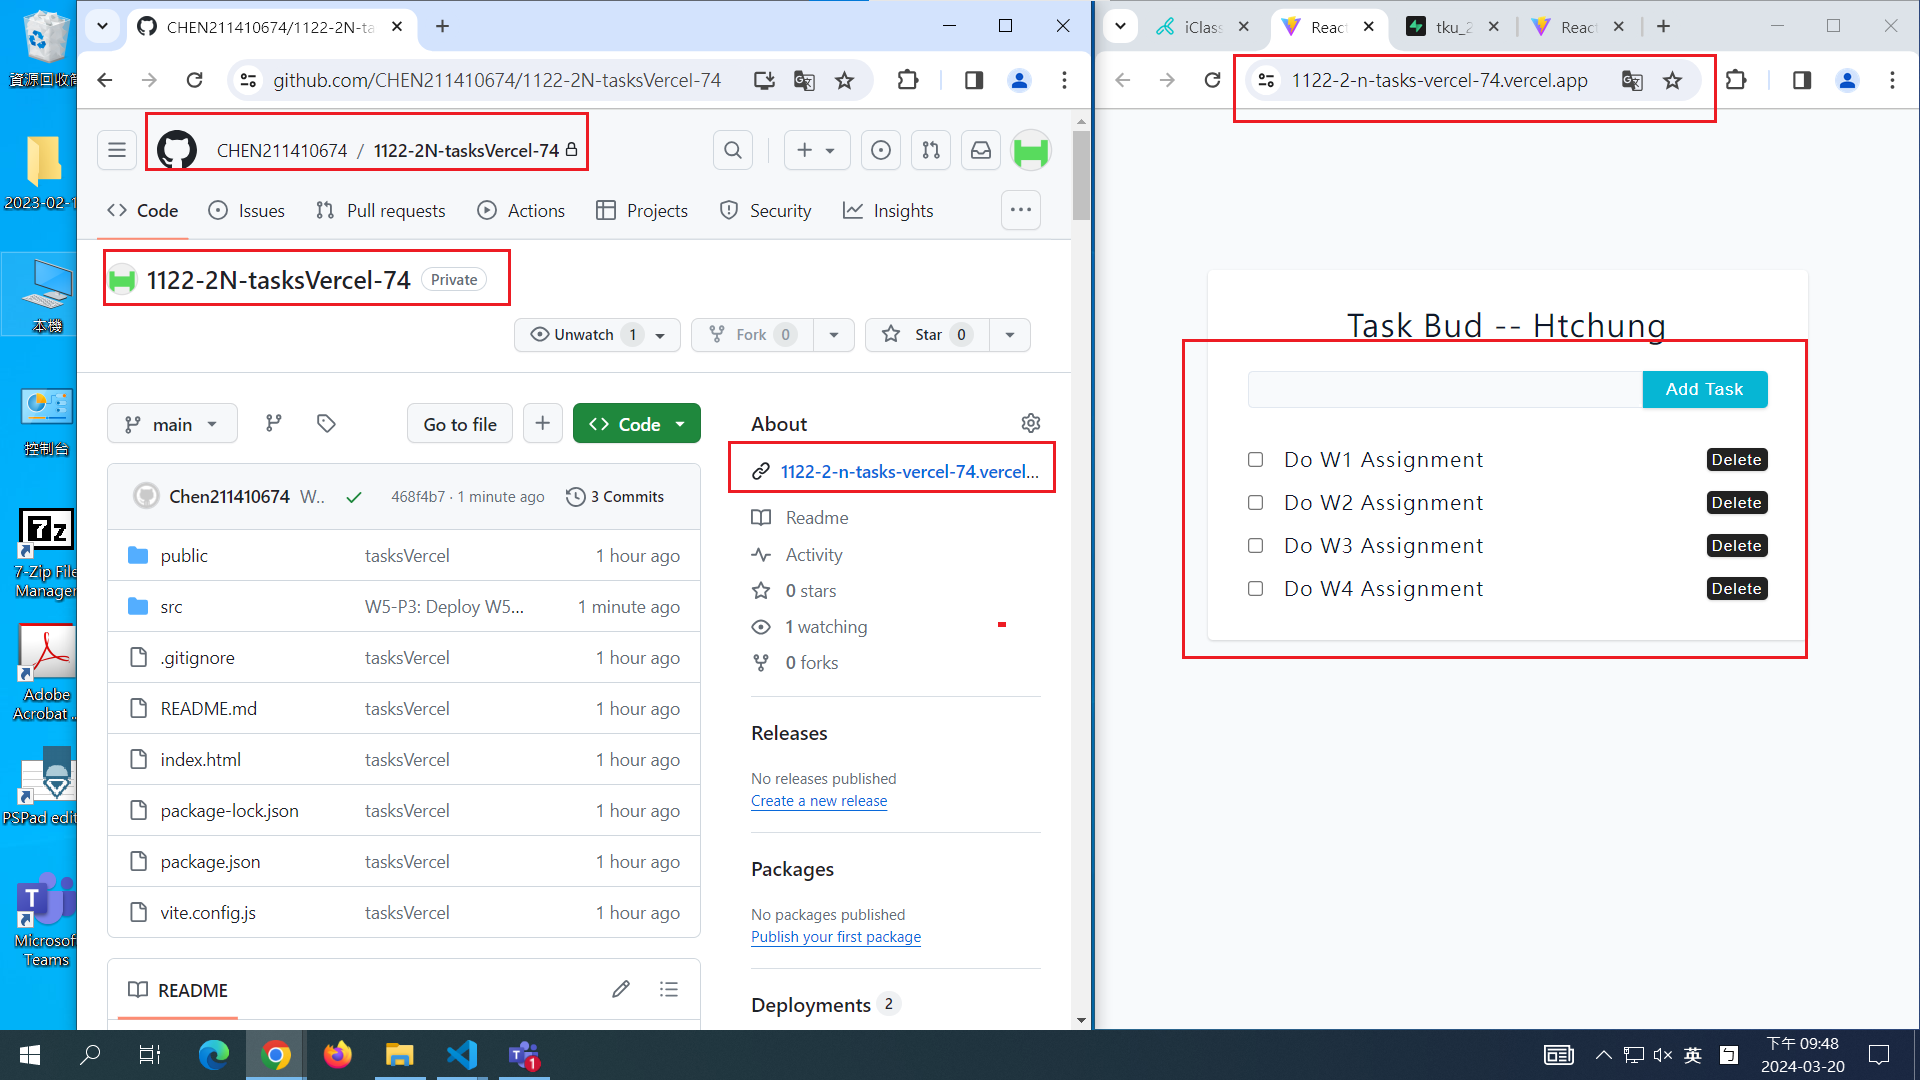 資源回收筒
2023-02-1
本機
控制台
7z
7-Zip File
Manager
Adobe
Acrobat ...
PSPad edit
Microsoft
Teams
CHEN211410674/1122-2N-ta
github.com/CHEN211410674/1122-2N-tasksVercel-74
CHEN211410674 / 1122-2N-tasksVercel-74
Code Issues Pull requests Actions Projects Security Insights
1122-2N-tasksVercel-74 Private
Unwatch 1 Fork 0 Star 0
main Go to file Code
Chen211410674 W... 468f4b7 · 1 minute ago 3 Commits
public tasksVercel 1 hour ago
src W5-P3: Deploy W5... 1 minute ago
.gitignore tasksVercel 1 hour ago
README.md tasksVercel 1 hour ago
index.html tasksVercel 1 hour ago
package-lock.json tasksVercel 1 hour ago
package.json tasksVercel 1 hour ago
vite.config.js tasksVercel 1 hour ago
README
About
1122-2-n-tasks-vercel-74.vercel...
Readme
Activity
0 stars
1 watching
0 forks
Releases
No releases published
Create a new release
Packages
No packages published
Publish your first package
Deployments 2
iClass React tku_2 React
1122-2-n-tasks-vercel-74.vercel.app
Task Bud -- Htchung
Add Task
Do W1 Assignment Delete
Do W2 Assignment Delete
Do W3 Assignment Delete
Do W4 Assignment Delete
T 1
英 ㄅ
下午 09:48
2024-03-20